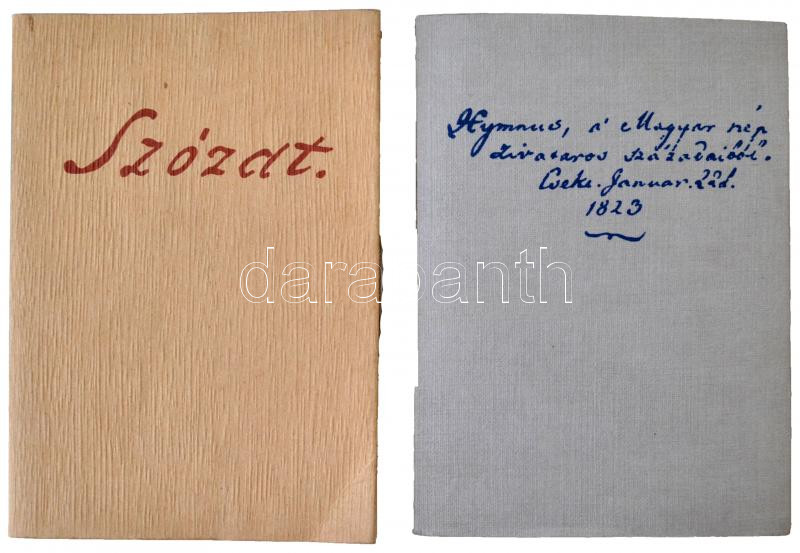 Szózat.
Hymnus, a' Magyar nép
zivataros századaiból.
Cseke. Januar. 22d.
1823
darabanth